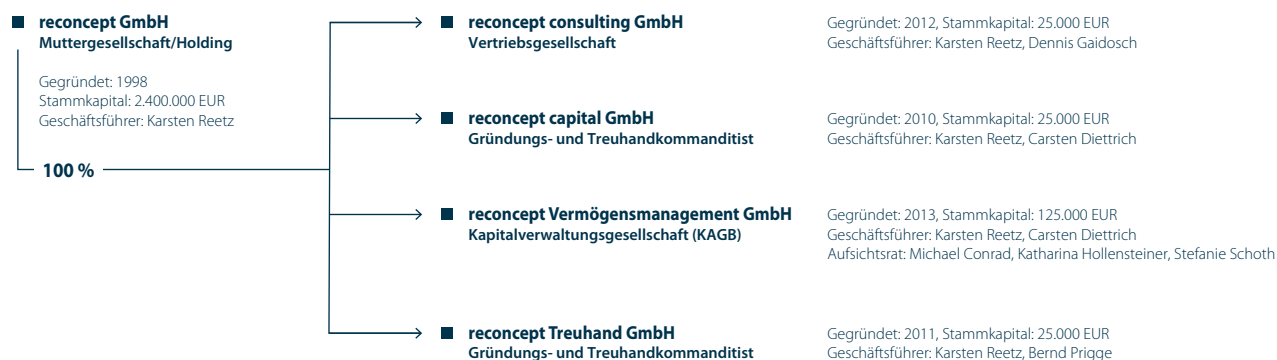 reconcept GmbH
Muttergesellschaft/Holding
Gegründet: 1998
Stammkapital: 2.400.000 EUR
Geschäftsführer: Karsten Reetz
100 %
reconcept consulting GmbH
Vertriebsgesellschaft
Gegründet: 2012, Stammkapital: 25.000 EUR
Geschäftsführer: Karsten Reetz, Dennis Gaidosch
reconcept capital GmbH
Gründungs- und Treuhandkommanditist
Gegründet: 2010, Stammkapital: 25.000 EUR
Geschäftsführer: Karsten Reetz, Carsten Diettrich
reconcept Vermögensmanagement GmbH
Kapitalverwaltungsgesellschaft (KAGB)
Gegründet: 2013, Stammkapital: 125.000 EUR
Geschäftsführer: Karsten Reetz, Carsten Diettrich
Aufsichtsrat: Michael Conrad, Katharina Hollensteiner, Stefanie Schoth
reconcept Treuhand GmbH
Gründungs- und Treuhandkommanditist
Gegründet: 2011, Stammkapital: 25.000 EUR
Geschäftsführer: Karsten Reetz, Bernd Prigge